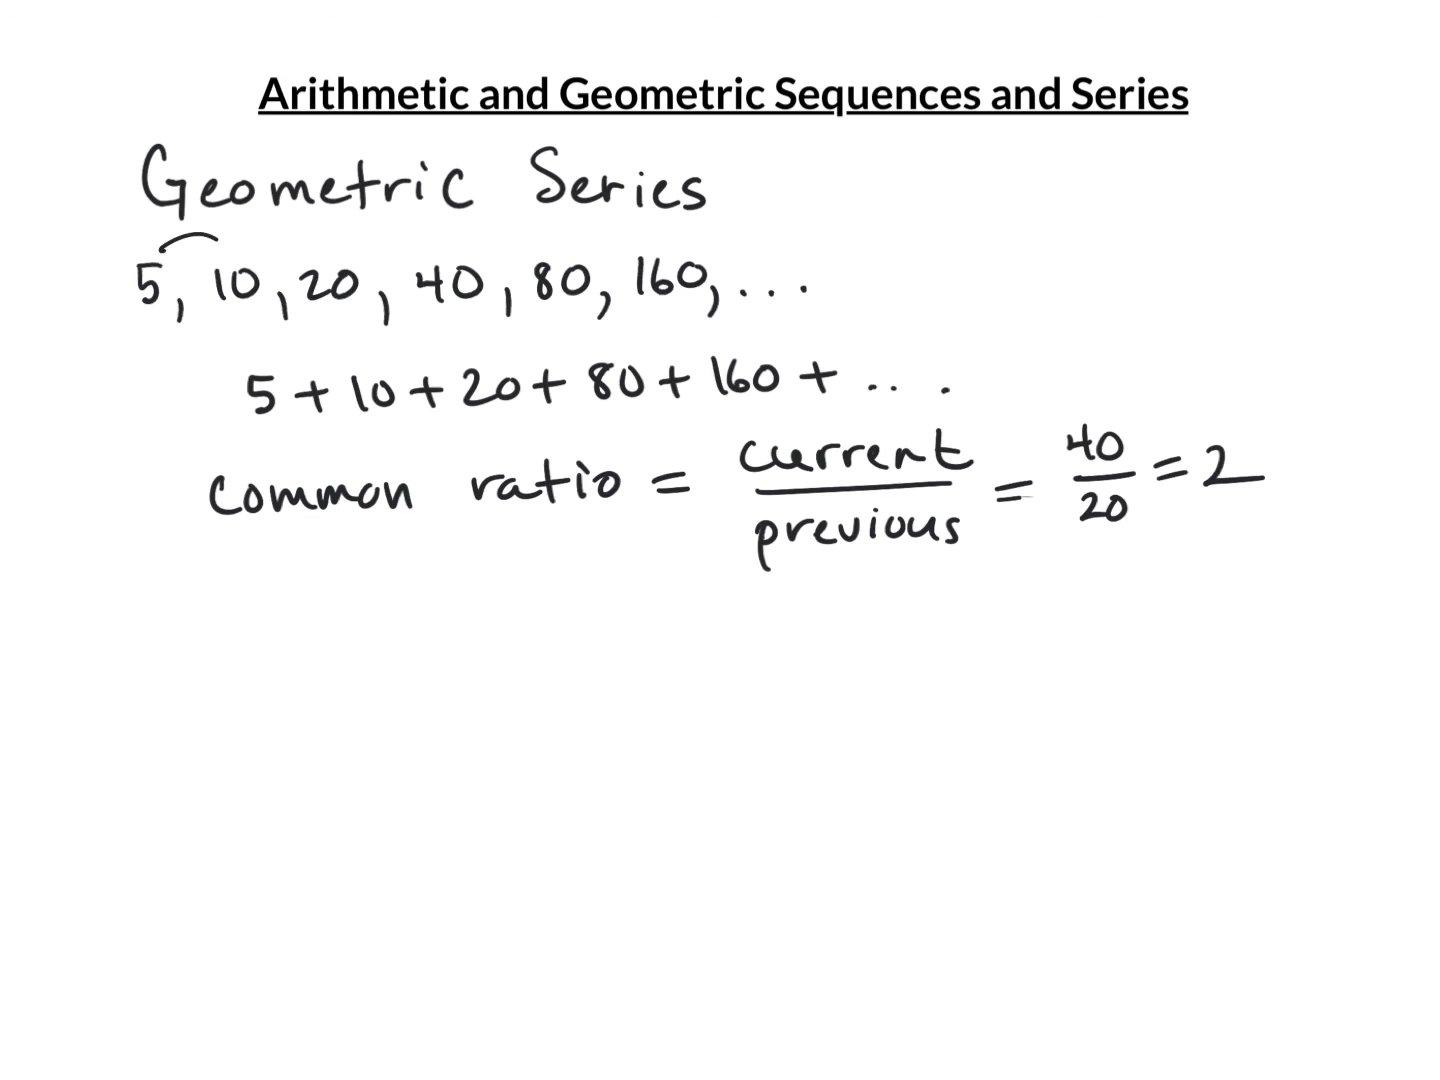 Arithmetic and Geometric Sequences and Series
Geometric Series
5, 10, 20, 40, 80, 160, ...
5 + 10 + 20 + 80 + 160 + ...
common ratio = current / previous = 40 / 20 = 2